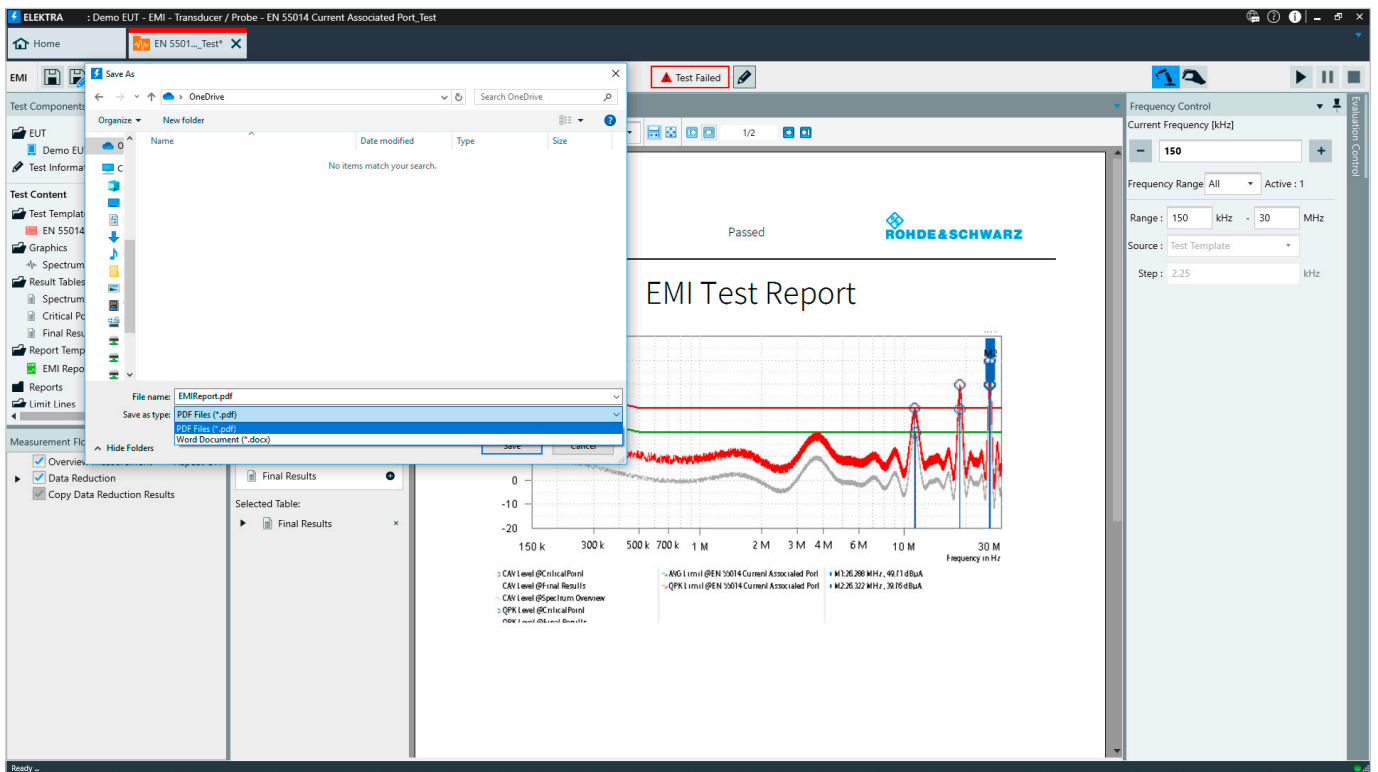 ELEKTRA : Demo EUT - EMI - Transducer / Probe - EN 55014 Current Associated Port_Test
Home
EN 5501..._Test*
EMI
Test Failed
Save As
OneDrive
Search OneDrive
Organize
New folder
Name
Date modified
Type
Size
No items match your search.
File name: EMIReport.pdf
Save as type: PDF Files (*.pdf)
PDF Files (*.pdf)
Word Document (*.docx)
Hide Folders
Save
Cancel
Test Components
EUT
Demo EU
Test Informa
Test Content
Test Templat
EN 55014
Graphics
Spectrum
Result Tables
Spectrum
Critical Po
Final Resu
Report Temp
EMI Repo
Reports
Limit Lines
Measurement Flo
Data Reduction
Copy Data Reduction Results
Final Results
Selected Table:
Final Results
1/2
Passed
ROHDE&SCHWARZ
EMI Test Report
M2
0
-10
-20
150 k 300 k 500 k 700 k 1 M 2 M 3 M 4 M 6 M 10 M 30 M
Frequency in Hz
CAV Level @CriticalPoint
CAV Level @Final Results
CAV Level @Spectrum Overview
QPK Level @CriticalPoint
AVG Limit @EN 55014 Current Associated Port
QPK Limit @EN 55014 Current Associated Port
M1:26.288 MHz, 49.11 dBµA
M2:26.322 MHz, 39.16 dBµA
Frequency Control
Current Frequency [kHz]
150
Frequency Range All Active : 1
Range : 150 kHz - 30 MHz
Source : Test Template
Step : 2.25 kHz
Evaluation Control
Ready ...